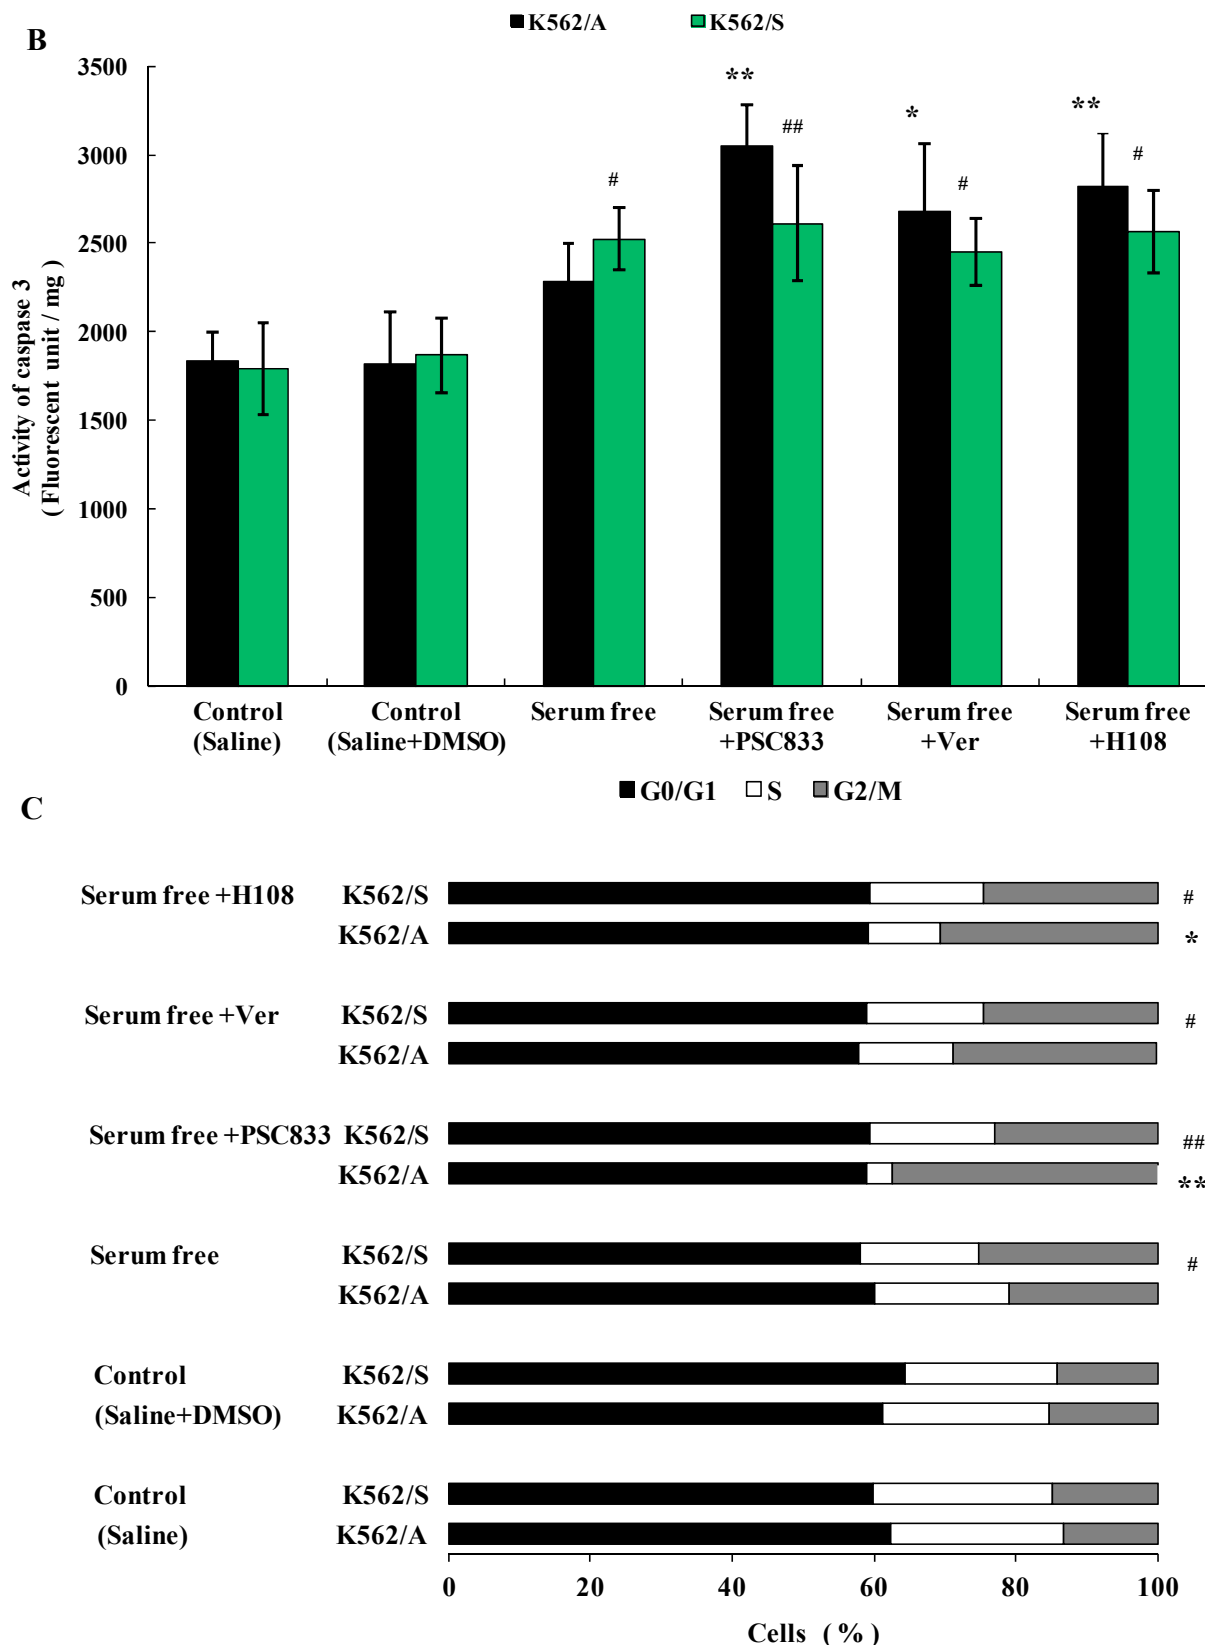 B
K562/A K562/S
3500
3000
2500
2000
1500
1000
500
0
Activity of caspase 3
(Fluorescent unit / mg)
** ## * # ** #
#
Control
(Saline)
Control
(Saline+DMSO)
Serum free
Serum free
+PSC833
Serum free
+Ver
Serum free
+H108
C
G0/G1 S G2/M
Serum free +H108 K562/S #
K562/A *
Serum free +Ver K562/S #
K562/A
Serum free +PSC833 K562/S ##
K562/A **
Serum free K562/S #
K562/A
Control K562/S
(Saline+DMSO) K562/A
Control K562/S
(Saline) K562/A
0 20 40 60 80 100
Cells (%)